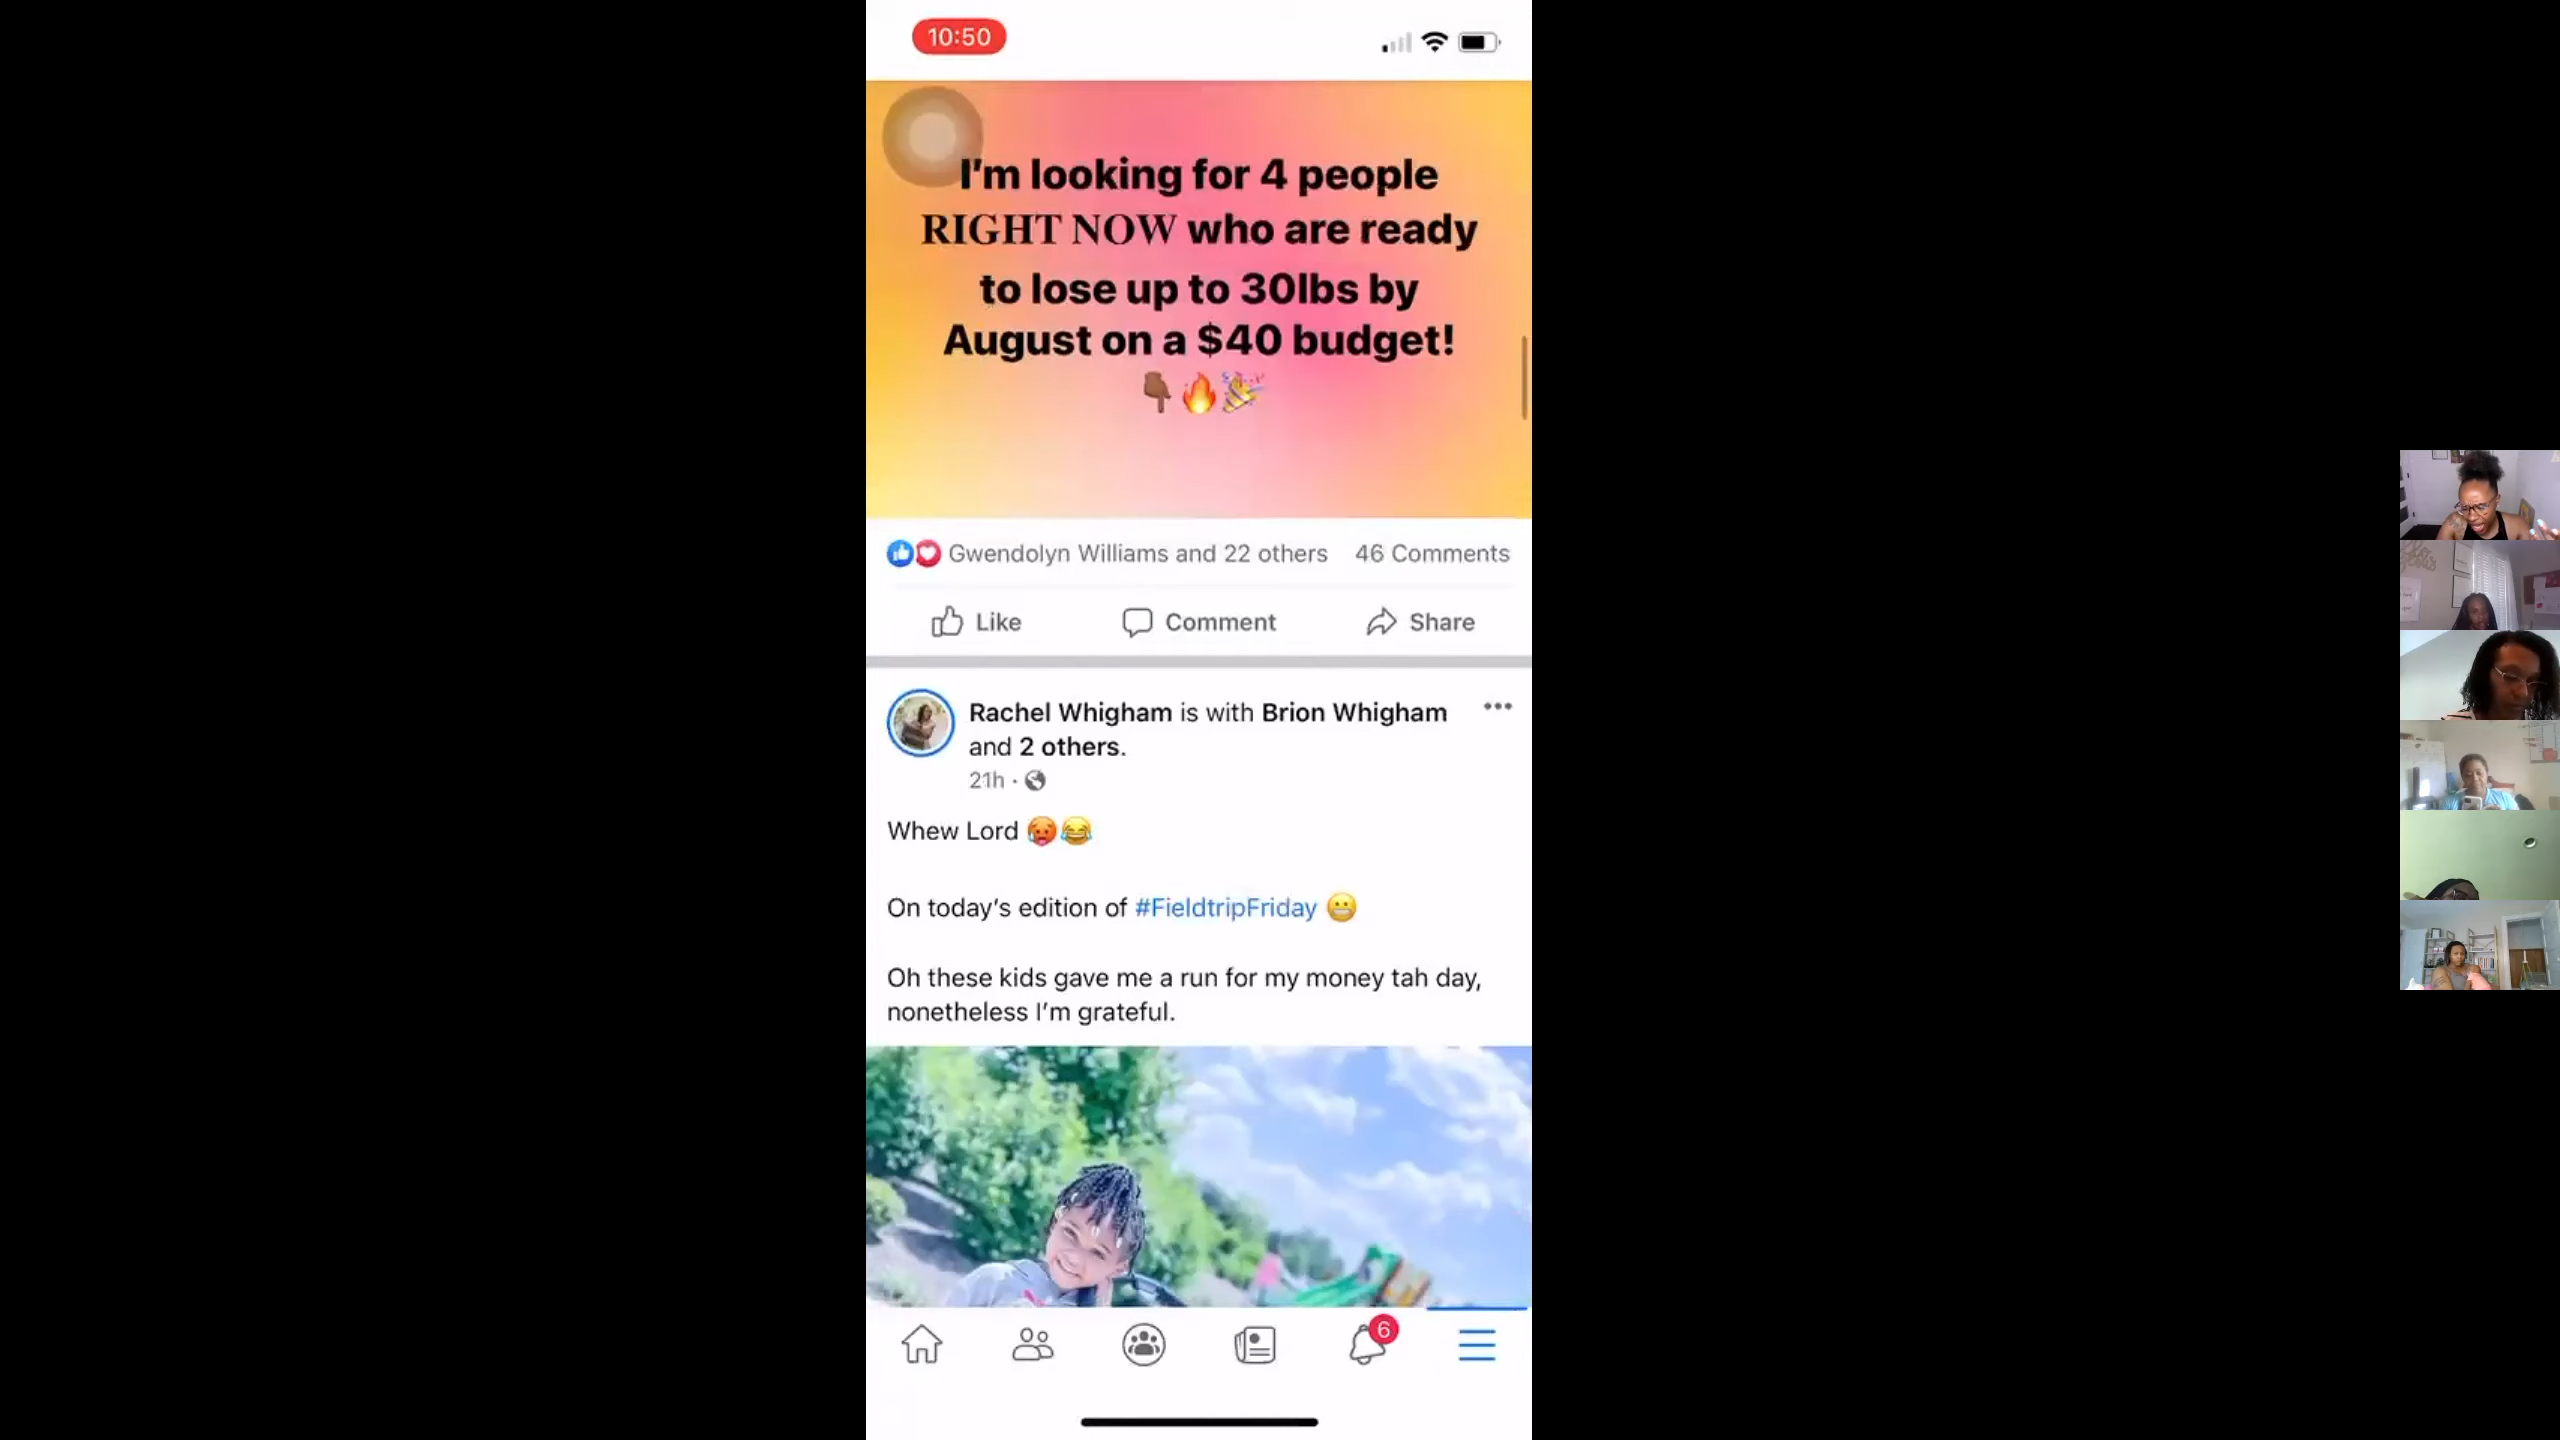 10:50
I'm looking for 4 people
RIGHT NOW who are ready
to lose up to 30lbs by
August on a $40 budget!
👇🏾🔥🎉
Gwendolyn Williams and 22 others 46 Comments
Like Comment Share
Rachel Whigham is with Brion Whigham
and 2 others.
21h ·
Whew Lord 🥵😂
On today's edition of #FieldtripFriday 😬
Oh these kids gave me a run for my money tah day,
nonetheless I'm grateful.
6